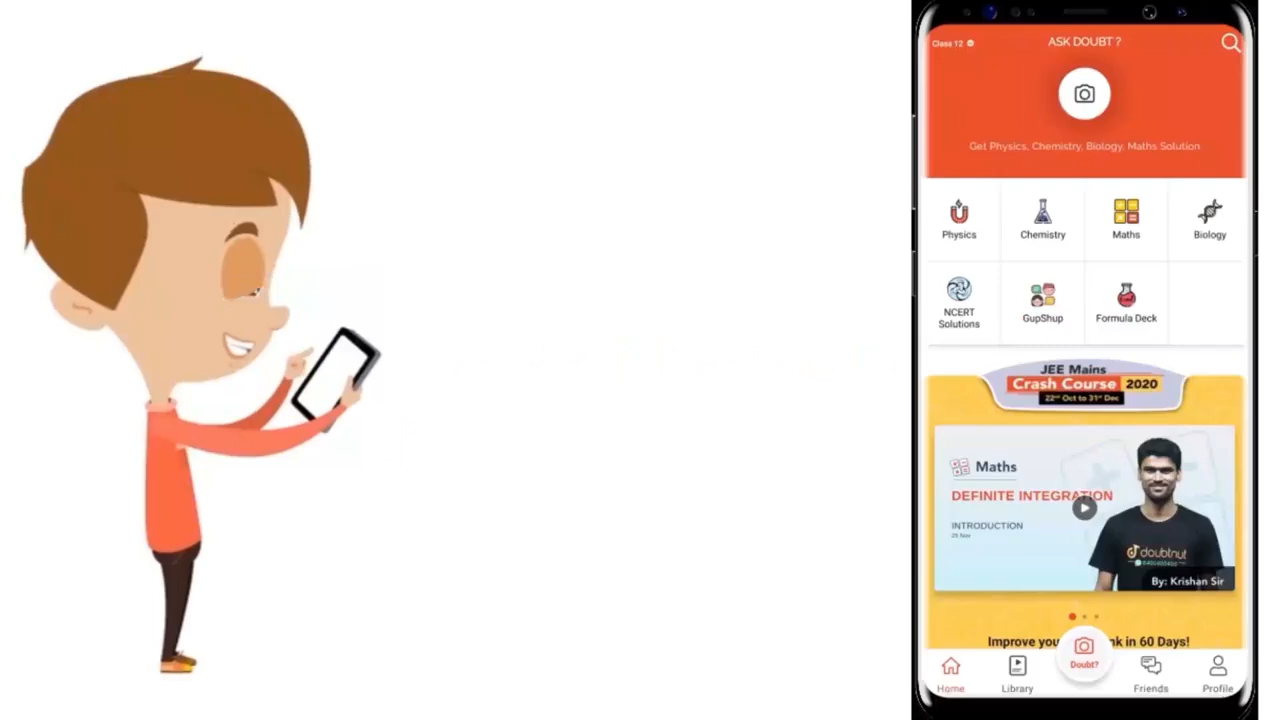 Class 12
ASK DOUBT ?
Get Physics, Chemistry, Biology, Maths Solution
Physics
Chemistry
Maths
Biology
NCERT
Solutions
GupShup
Formula Deck
JEE Mains
Crash Course 2020
22nd Oct to 31st Dec
Maths
DEFINITE INTEGRATION
INTRODUCTION
doubtnut
By: Krishan Sir
Improve you nk in 60 Days!
Doubt?
Home
Library
Friends
Profile